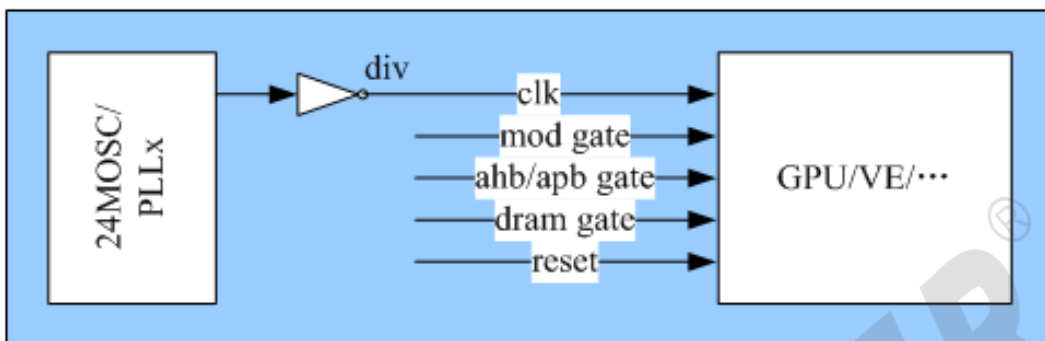 24MOSC/
PLLx
div
clk
mod gate
ahb/apb gate
dram gate
reset
GPU/VE/···
®